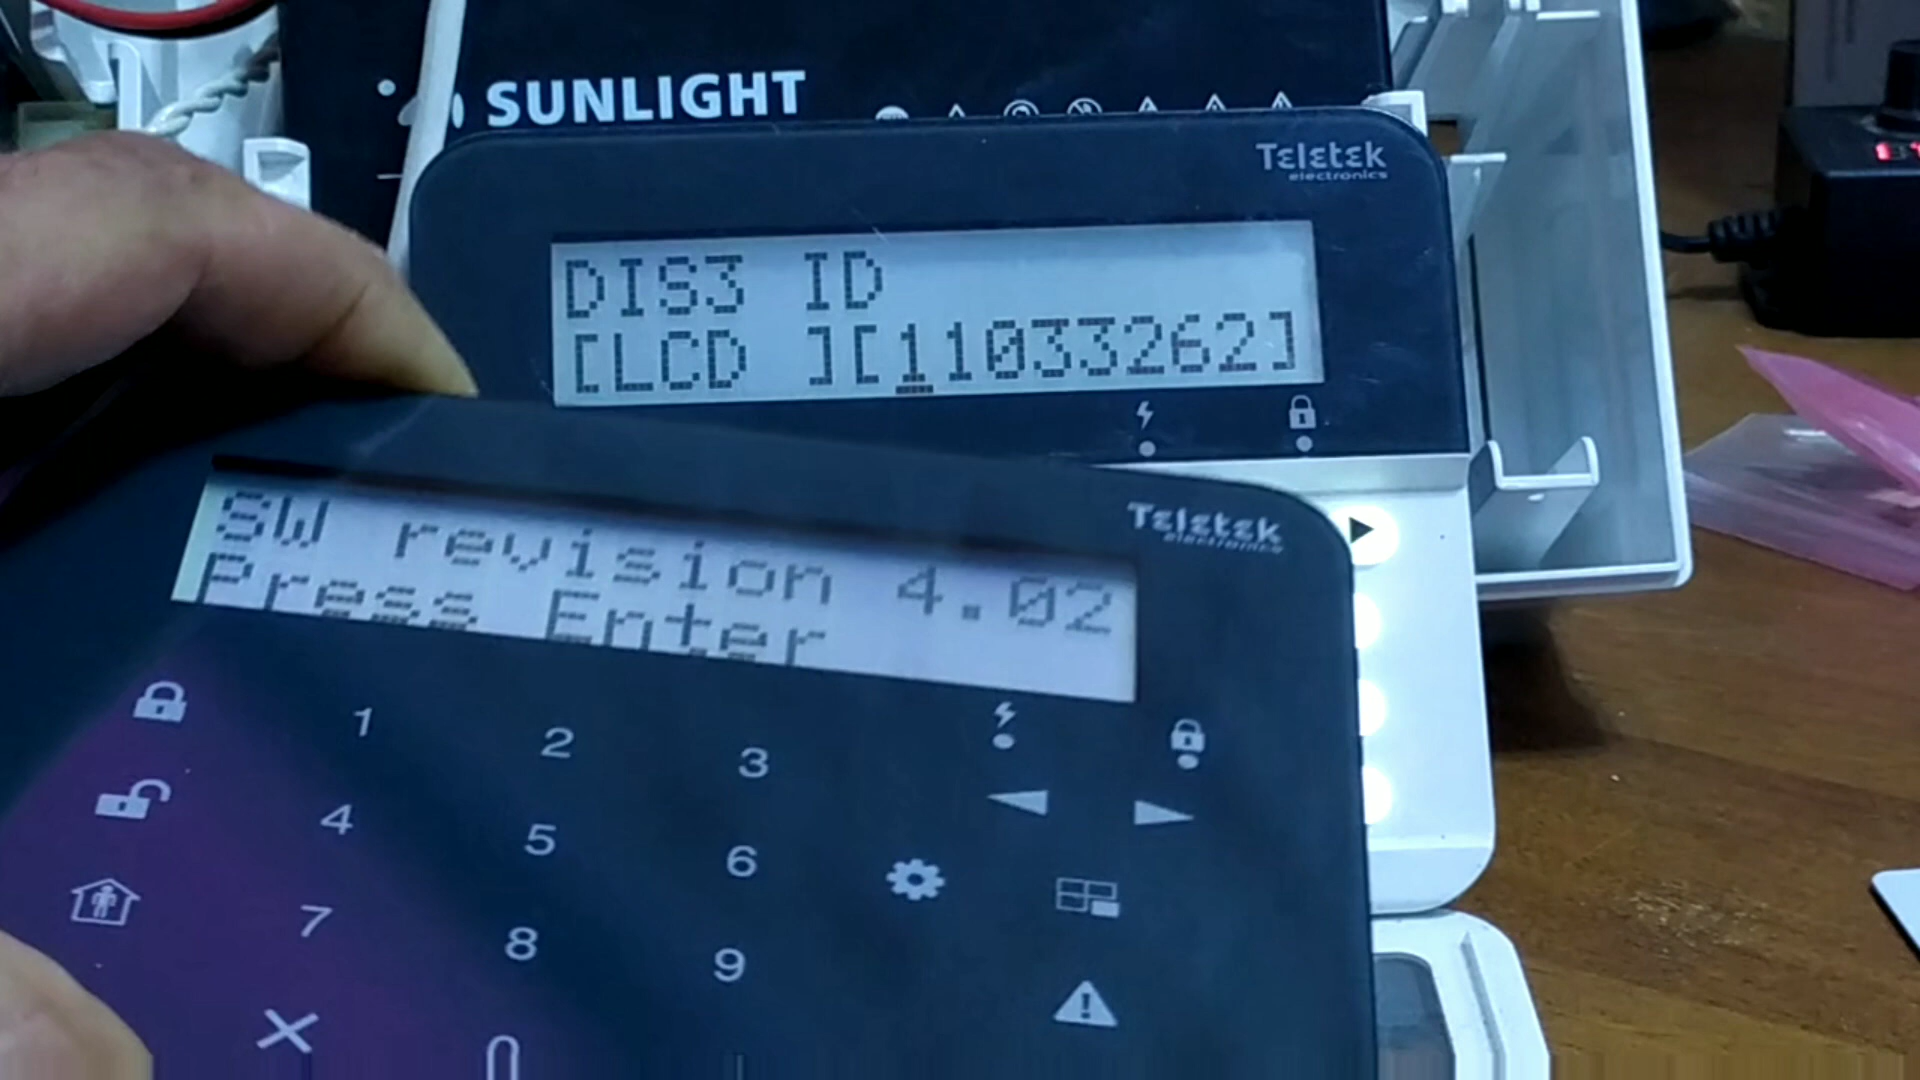 SUNLIGHT
Teletek
electronics
DIS3 ID
[LCD ][11033262]
Teletek
electronics
SW revision 4.02
Press Enter
1
2
3
4
5
6
7
8
9
0